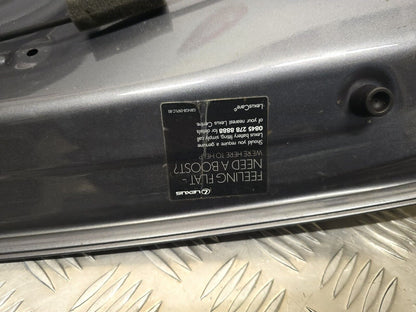 LEXUS
FEELING FLAT -
NEED A BOOST?
WE'RE HERE TO HELP
Should you require a genuine
Lexus battery fitting, simply call
0845 278 8888 for details
of your nearest Lexus Centre.
LexusCare®